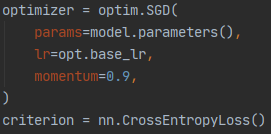 optimizer = optim.SGD(
    params=model.parameters(),
    lr=opt.base_lr,
    momentum=0.9,
)
criterion = nn.CrossEntropyLoss()